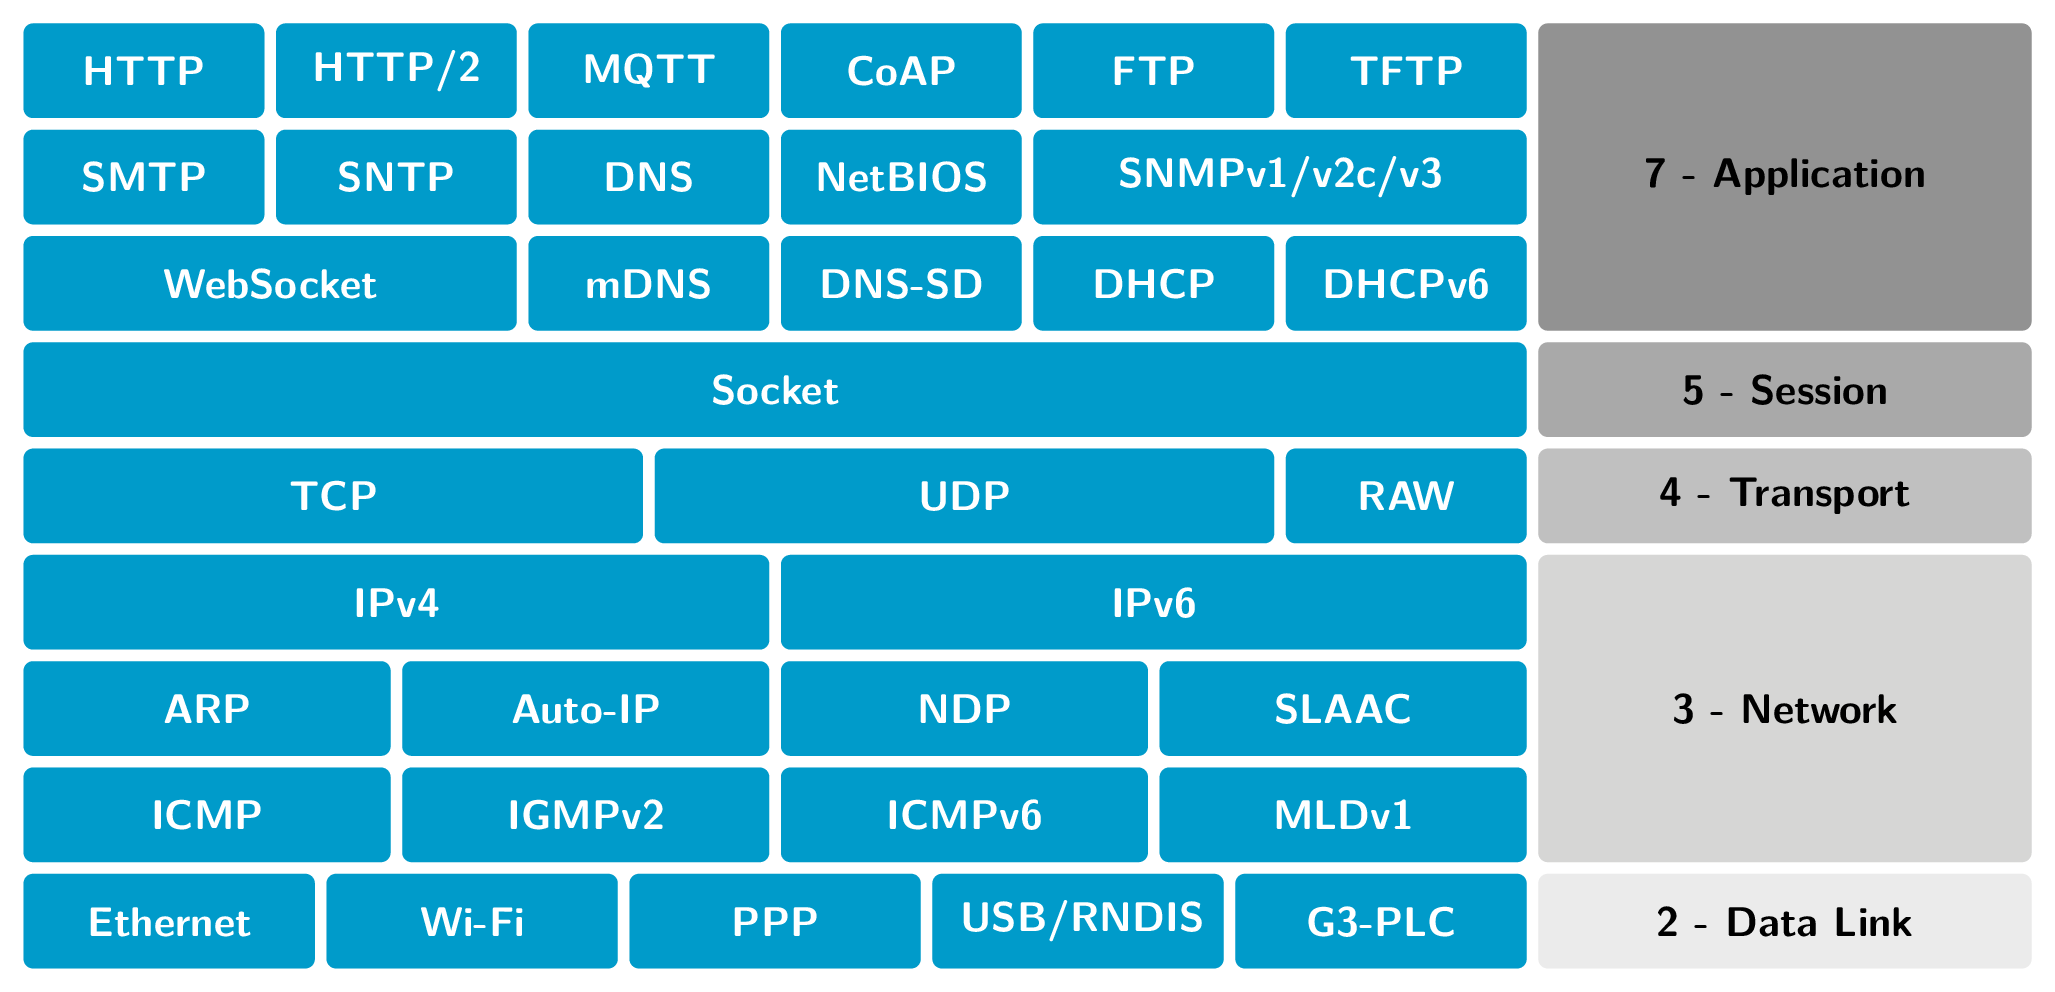 HTTP HTTP/2 MQTT CoAP FTP TFTP
SMTP SNTP DNS NetBIOS SNMPv1/v2c/v3 7 - Application
WebSocket mDNS DNS-SD DHCP DHCPv6
Socket 5 - Session
TCP UDP RAW 4 - Transport
IPv4 IPv6
ARP Auto-IP NDP SLAAC 3 - Network
ICMP IGMPv2 ICMPv6 MLDv1
Ethernet Wi-Fi PPP USB/RNDIS G3-PLC 2 - Data Link